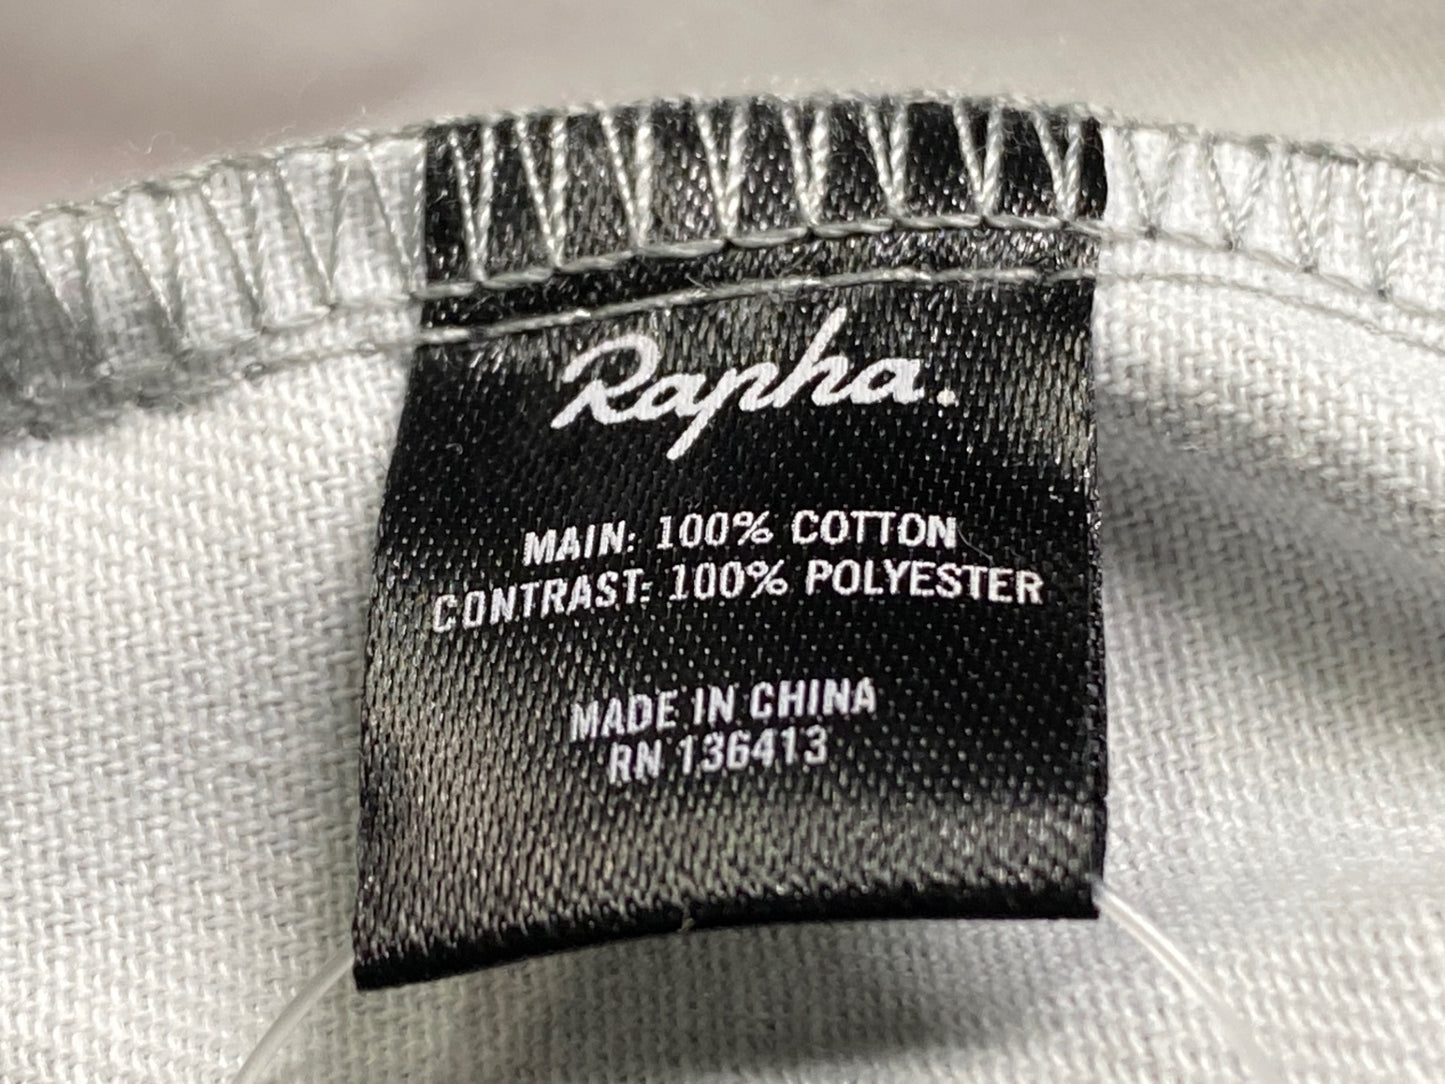 Rapha.
MAIN: 100% COTTON
CONTRAST: 100% POLYESTER
MADE IN CHINA
RN 136413